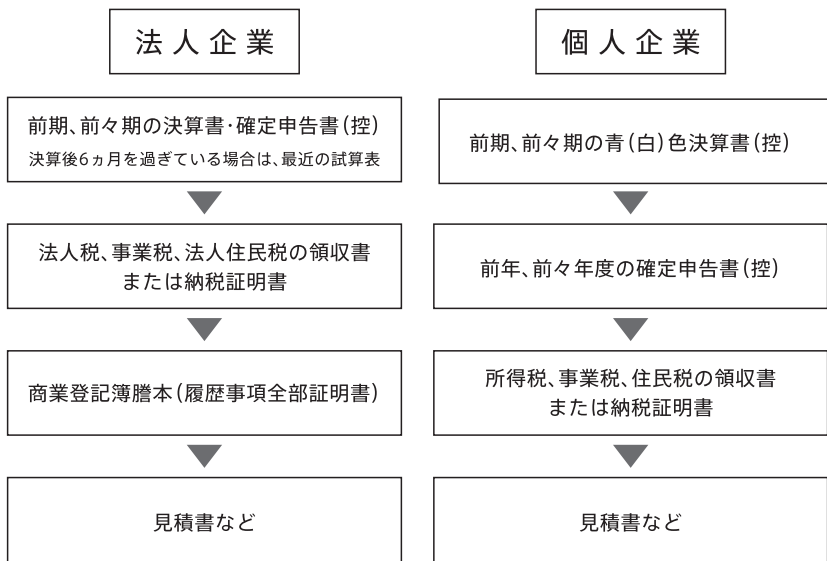 法人企業
前期、前々期の決算書・確定申告書(控)
決算後6ヵ月を過ぎている場合は、最近の試算表
法人税、事業税、法人住民税の領収書
または納税証明書
商業登記簿謄本(履歴事項全部証明書)
見積書など
個人企業
前期、前々期の青(白)色決算書(控)
前年、前々年度の確定申告書(控)
所得税、事業税、住民税の領収書
または納税証明書
見積書など